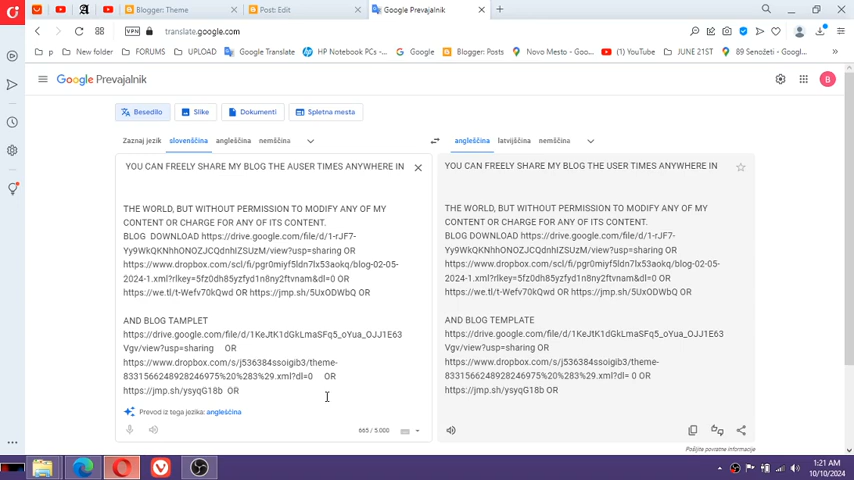 Blogger: Theme
Post: Edit
Google Prevajalnik
VPN
translate.google.com
p
New folder
FORUMS
UPLOAD
Google Translate
HP Notebook PCs -...
Google
Blogger: Posts
Novo Mesto - Goog...
(1) YouTube
JUNE 21ST
89 Senožeti - Googl...
Google Prevajalnik
B
Besedilo
Slike
Dokumenti
Spletna mesta
Zaznaj jezik slovenščina angleščina nemščina
angleščina latvijščina nemščina
YOU CAN FREELY SHARE MY BLOG THE AUSER TIMES ANYWHERE IN
THE WORLD, BUT WITHOUT PERMISSION TO MODIFY ANY OF MY
CONTENT OR CHARGE FOR ANY OF ITS CONTENT.
BLOG DOWNLOAD https://drive.google.com/file/d/1-rJF7-
Yy9WkQKNhhONOZJCQdnhIZSUzM/view?usp=sharing OR
https://www.dropbox.com/scl/fi/pgr0miyf5ldn7lx53aokq/blog-02-05-
2024-1.xml?rlkey=5fz0dh85yzfyd1n8ny2ftvnam&dl=0 OR
https://we.tl/t-Wefv70kQwd OR https://jmp.sh/5UxODWbQ OR
AND BLOG TAMPLET
https://drive.google.com/file/d/1KeJtK1dGkLmaSFq5_oYua_OJJ1E63
Vgv/view?usp=sharing OR
https://www.dropbox.com/s/j536384ssoigib3/theme-
8331566248928246975%20%283%29.xml?dl=0 OR
https://jmp.sh/ysyqG18b OR
Prevod iz tega jezika: angleščina
665 / 5.000
YOU CAN FREELY SHARE MY BLOG THE USER TIMES ANYWHERE IN
THE WORLD, BUT WITHOUT PERMISSION TO MODIFY ANY OF MY
CONTENT OR CHARGE FOR ANY OF ITS CONTENT.
BLOG DOWNLOAD https://drive.google.com/file/d/1-rJF7-
Yy9WkQKNhhONOZJCQdnhIZSUzM/view?usp=sharing OR
https://www.dropbox.com/scl/fi/pgr0miyf5ldn7lx53aokq/blog-02-05-
2024-1.xml?rlkey=5fz0dh85yzfyd1n8ny2ftvnam&dl=0 OR
https://we.tl/t-Wefv70kQwd OR https://jmp.sh/5UxODWbQ OR
AND BLOG TEMPLATE
https://drive.google.com/file/d/1KeJtK1dGkLmaSFq5_oYua_OJJ1E63
Vgv/view?usp=sharing OR
https://www.dropbox.com/s/j536384ssoigib3/theme-
8331566248928246975%20%283%29.xml?dl= 0 OR
https://jmp.sh/ysyqG18b OR
Pošljite povratne informacije
1:21 AM
10/10/2024